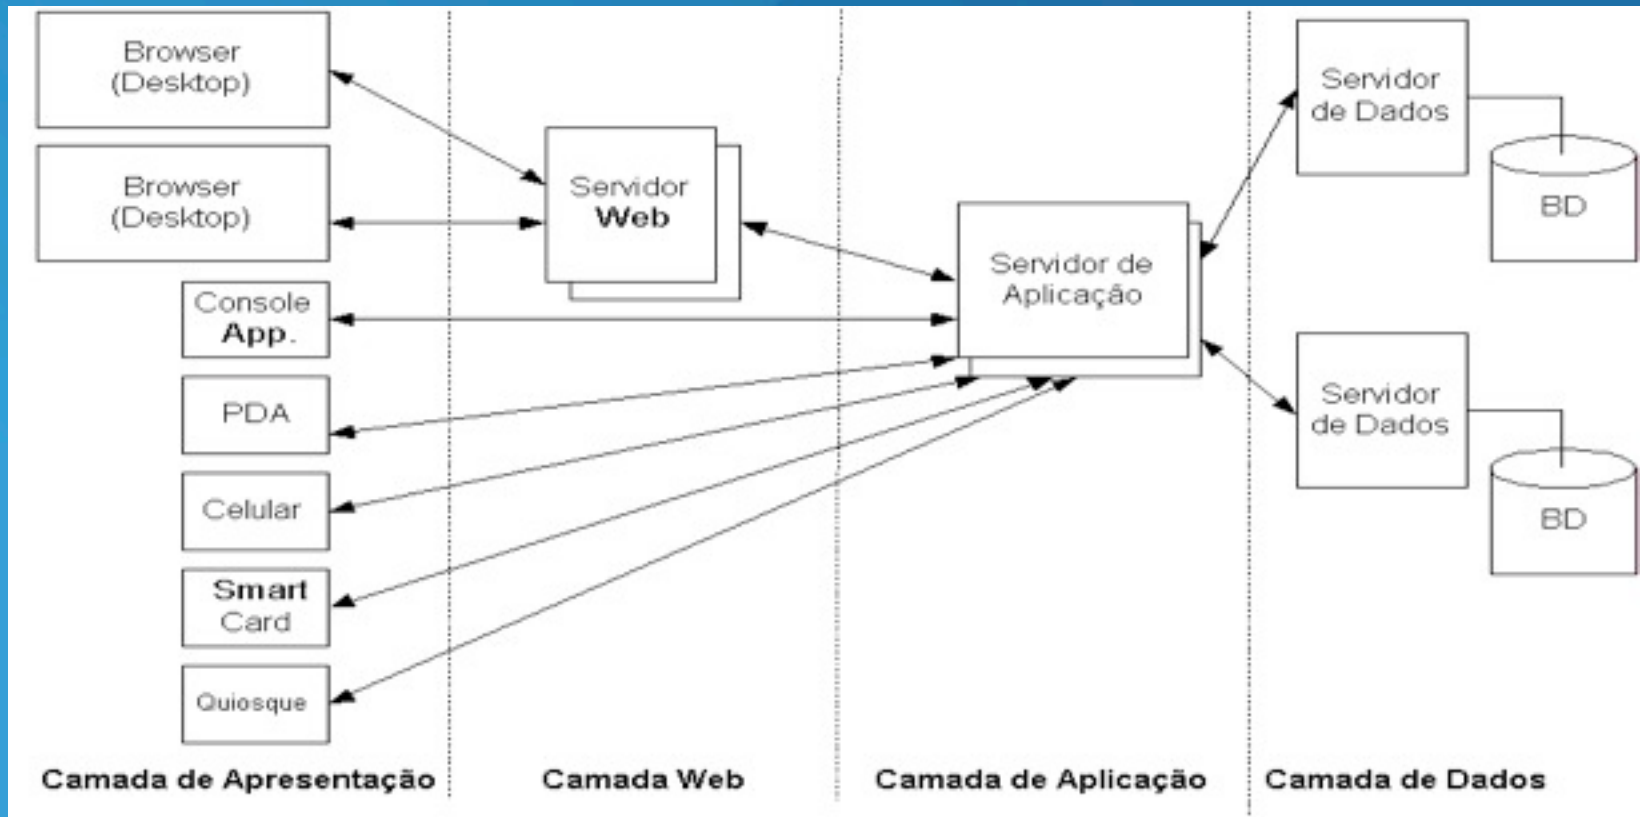 Browser
(Desktop)
Browser
(Desktop)
Console
App.
PDA
Celular
Smart
Card
Quiosque
Servidor
Web
Servidor de
Aplicação
Servidor
de Dados
BD
Servidor
de Dados
BD
Camada de Apresentação
Camada Web
Camada de Aplicação
Camada de Dados